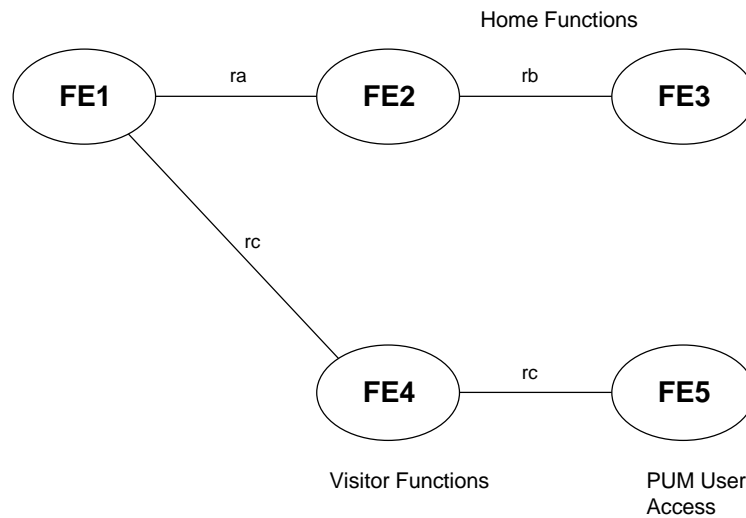 Home Functions
ra
rb
FE1
FE2
FE3
rc
rc
FE4
FE5
Visitor Functions
PUM User
Access